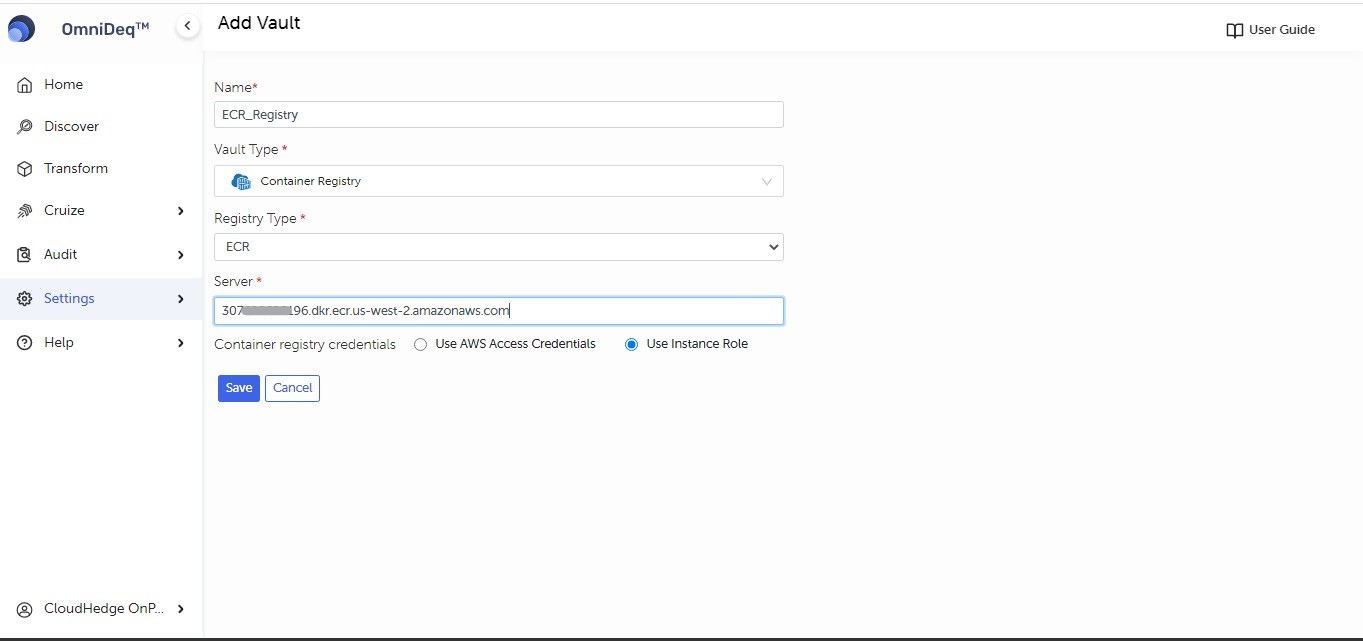 OmniDeq™
Add Vault
User Guide
Home
Discover
Transform
Cruize
Audit
Settings
Help
CloudHedge OnP...
Name*
ECR_Registry
Vault Type *
Container Registry
Registry Type *
ECR
Server *
307 196.dkr.ecr.us-west-2.amazonaws.com
Container registry credentials Use AWS Access Credentials Use Instance Role
Save Cancel